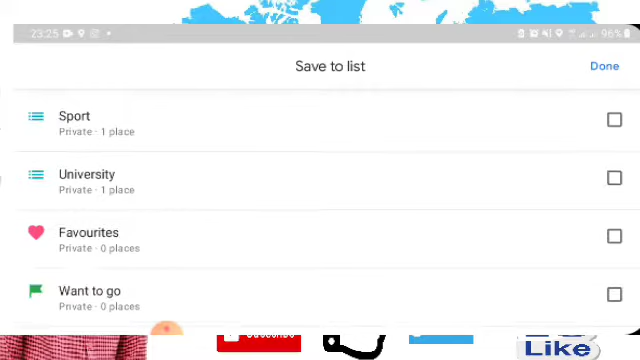 23:25
96%
Save to list
Done
Sport
Private · 1 place
University
Private · 1 place
Favourites
Private · 0 places
Want to go
Private · 0 places
Like